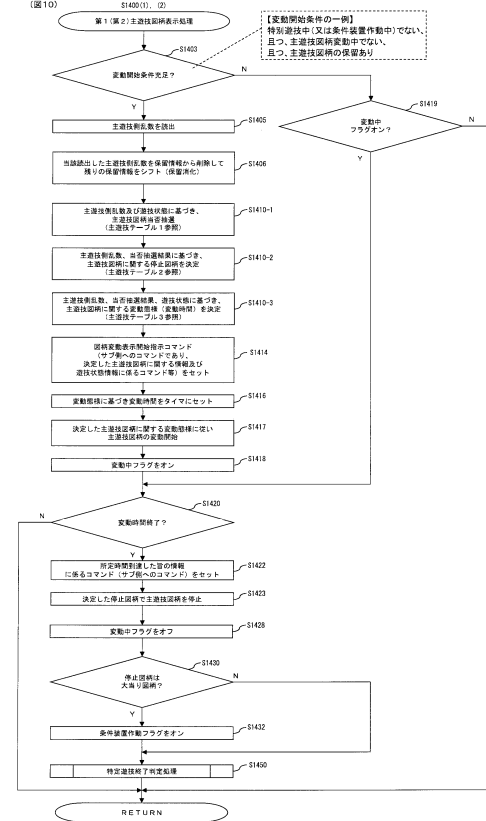 （図10）
S1400(1), (2)
第１（第２）主遊技図柄表示処理
【変動開始条件の一例】
特別遊技中（又は条件装置作動中）でない、
且つ、主遊技図柄変動中でない、
且つ、主遊技図柄の保留あり
S1403
変動開始条件充足？
N
Y
S1419
変動中
フラグオン？
N
Y
S1405
主遊技側乱数を読出
S1406
当該読出した主遊技側乱数を保留情報から削除して
残りの保留情報をシフト（保留消化）
S1410-1
主遊技側乱数及び遊技状態に基づき、
主遊技図柄当否抽選
（主遊技テーブル１参照）
S1410-2
主遊技側乱数、当否抽選結果に基づき、
主遊技図柄に関する停止図柄を決定
（主遊技テーブル２参照）
S1410-3
主遊技側乱数、当否抽選結果、遊技状態に基づき、
主遊技図柄に関する変動態様（変動時間）を決定
（主遊技テーブル３参照）
S1414
図柄変動表示開始指示コマンド
（サブ側へのコマンドであり、
決定した主遊技図柄に関する情報及び
遊技状態情報に係るコマンド等）をセット
S1416
変動態様に基づき変動時間をタイマにセット
S1417
決定した主遊技図柄に関する変動態様に従い
主遊技図柄の変動開始
S1418
変動中フラグをオン
S1420
変動時間終了？
N
Y
S1422
所定時間到達した旨の情報
に係るコマンド（サブ側へのコマンド）をセット
S1423
決定した停止図柄で主遊技図柄を停止
S1428
変動中フラグをオフ
S1430
停止図柄は
大当り図柄？
N
Y
S1432
条件装置作動フラグをオン
S1450
特定遊技終了判定処理
RETURN